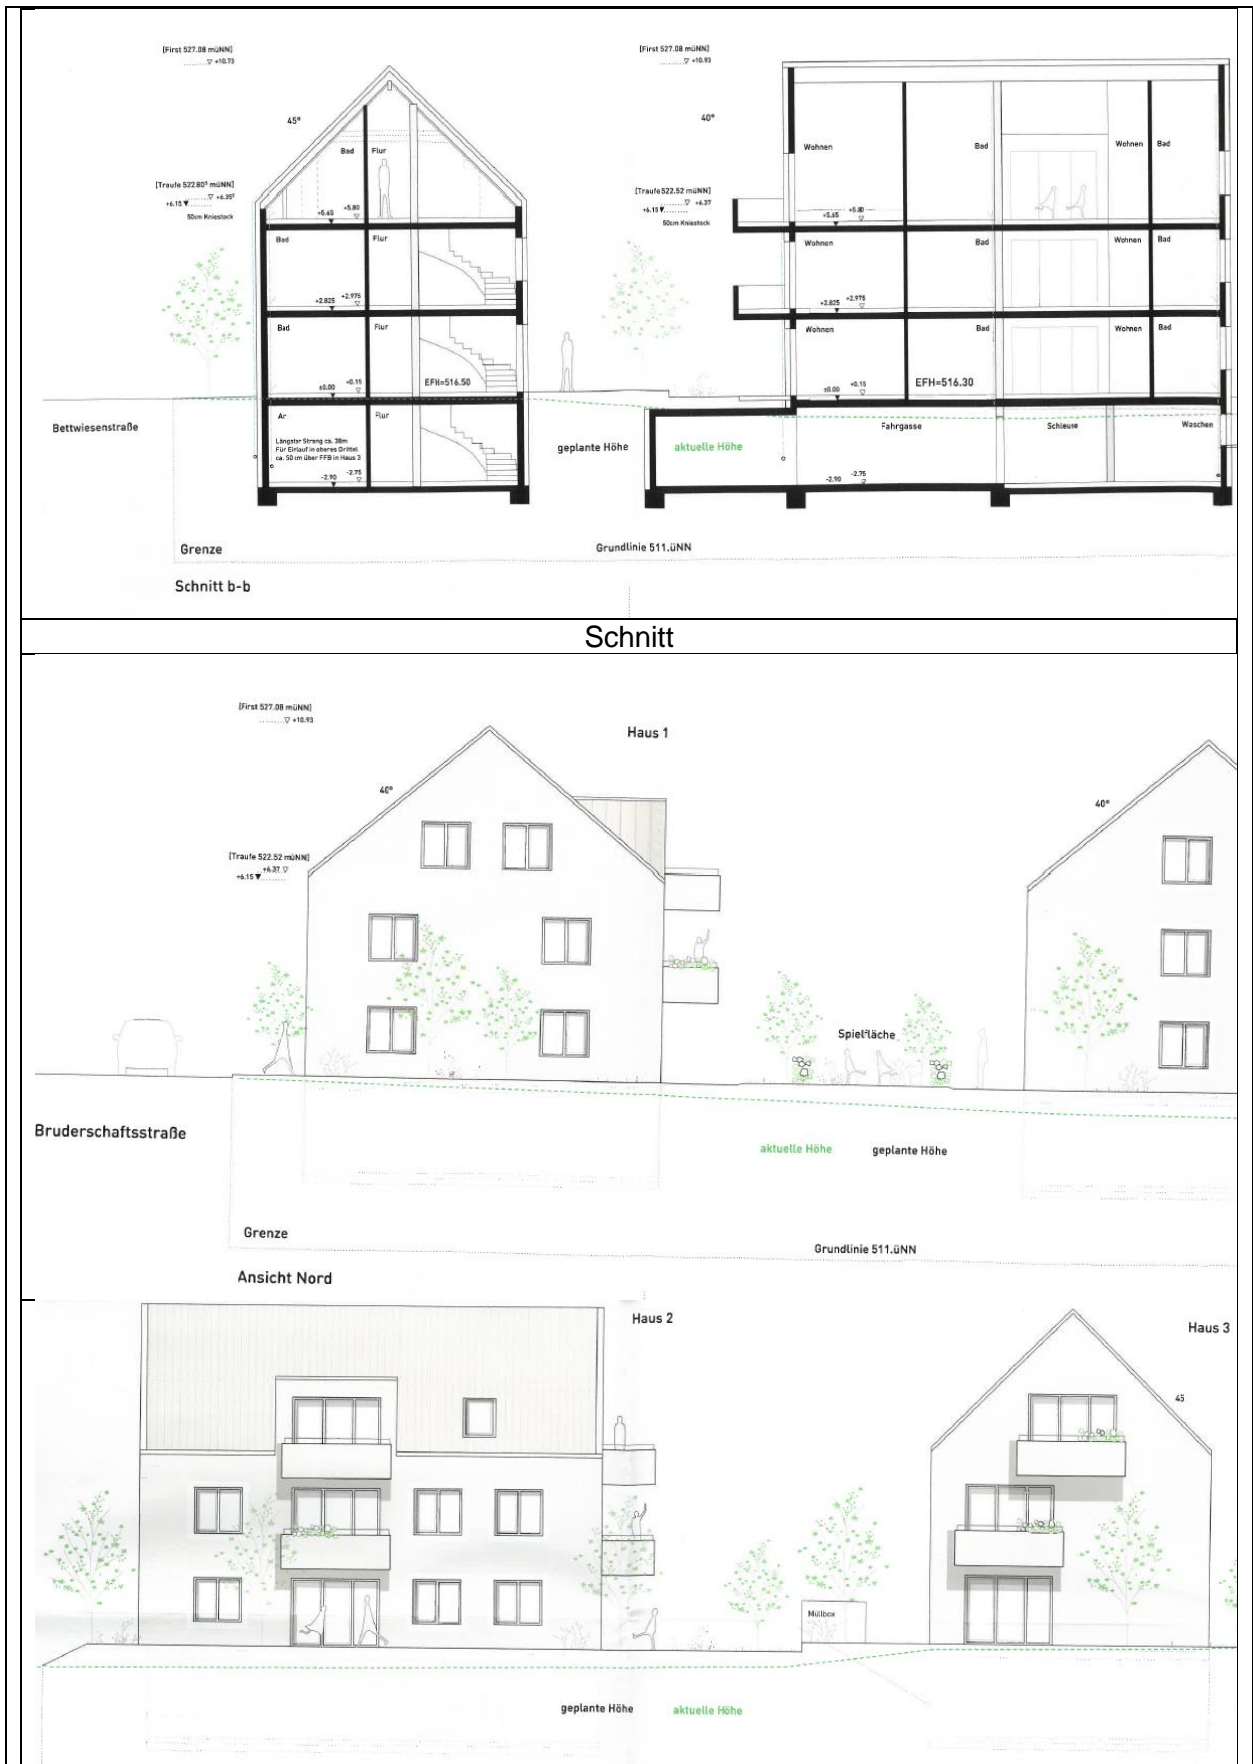 [First 527.08 müNN]
+10.73
45°
[Traufe 522.80⁵ müNN]
+6.35⁵
+6.15
50cm Kniestock
Bad
Flur
+5.65
+5.80
Bad
Flur
+2.825
+2.975
Bad
Flur
EFH=516.50
±0.00
+0.15
Ar
Flur
Längster Strang ca. 38m
Für Einlauf in oberes Drittel
ca. 50 cm über FFB in Haus 3
-2.90
-2.75
Bettwiesenstraße
[First 527.08 müNN]
+10.93
40°
[Traufe 522.52 müNN]
+6.37
+6.15
50cm Kniestock
Wohnen
Bad
Wohnen
Bad
+5.65
+5.80
Wohnen
Bad
Wohnen
Bad
+2.825
+2.975
Wohnen
Bad
Wohnen
Bad
±0.00
+0.15
EFH=516.30
geplante Höhe
aktuelle Höhe
Fahrgasse
Schleuse
Waschen
-2.90
-2.75
Grenze
Grundlinie 511.üNN
Schnitt b-b
Schnitt
[First 527.08 müNN]
+10.93
Haus 1
40°
40°
[Traufe 522.52 müNN]
+6.37
+6.15
Spielfläche
Bruderschaftsstraße
aktuelle Höhe
geplante Höhe
Grenze
Grundlinie 511.üNN
Ansicht Nord
Haus 2
Haus 3
45
Müllbox
geplante Höhe
aktuelle Höhe